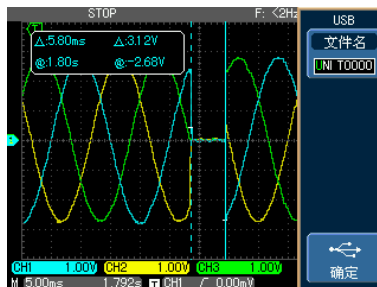 STOP
F: <2Hz
USB
文件名
UNI T0000
确定
T
△:5.80ms △:3.12V
@:1.80s @:-2.68V
CH1 1.00V CH2 1.00V CH3 1.00V
M 5.00ms 1.792s T CH1 / 0.00mV